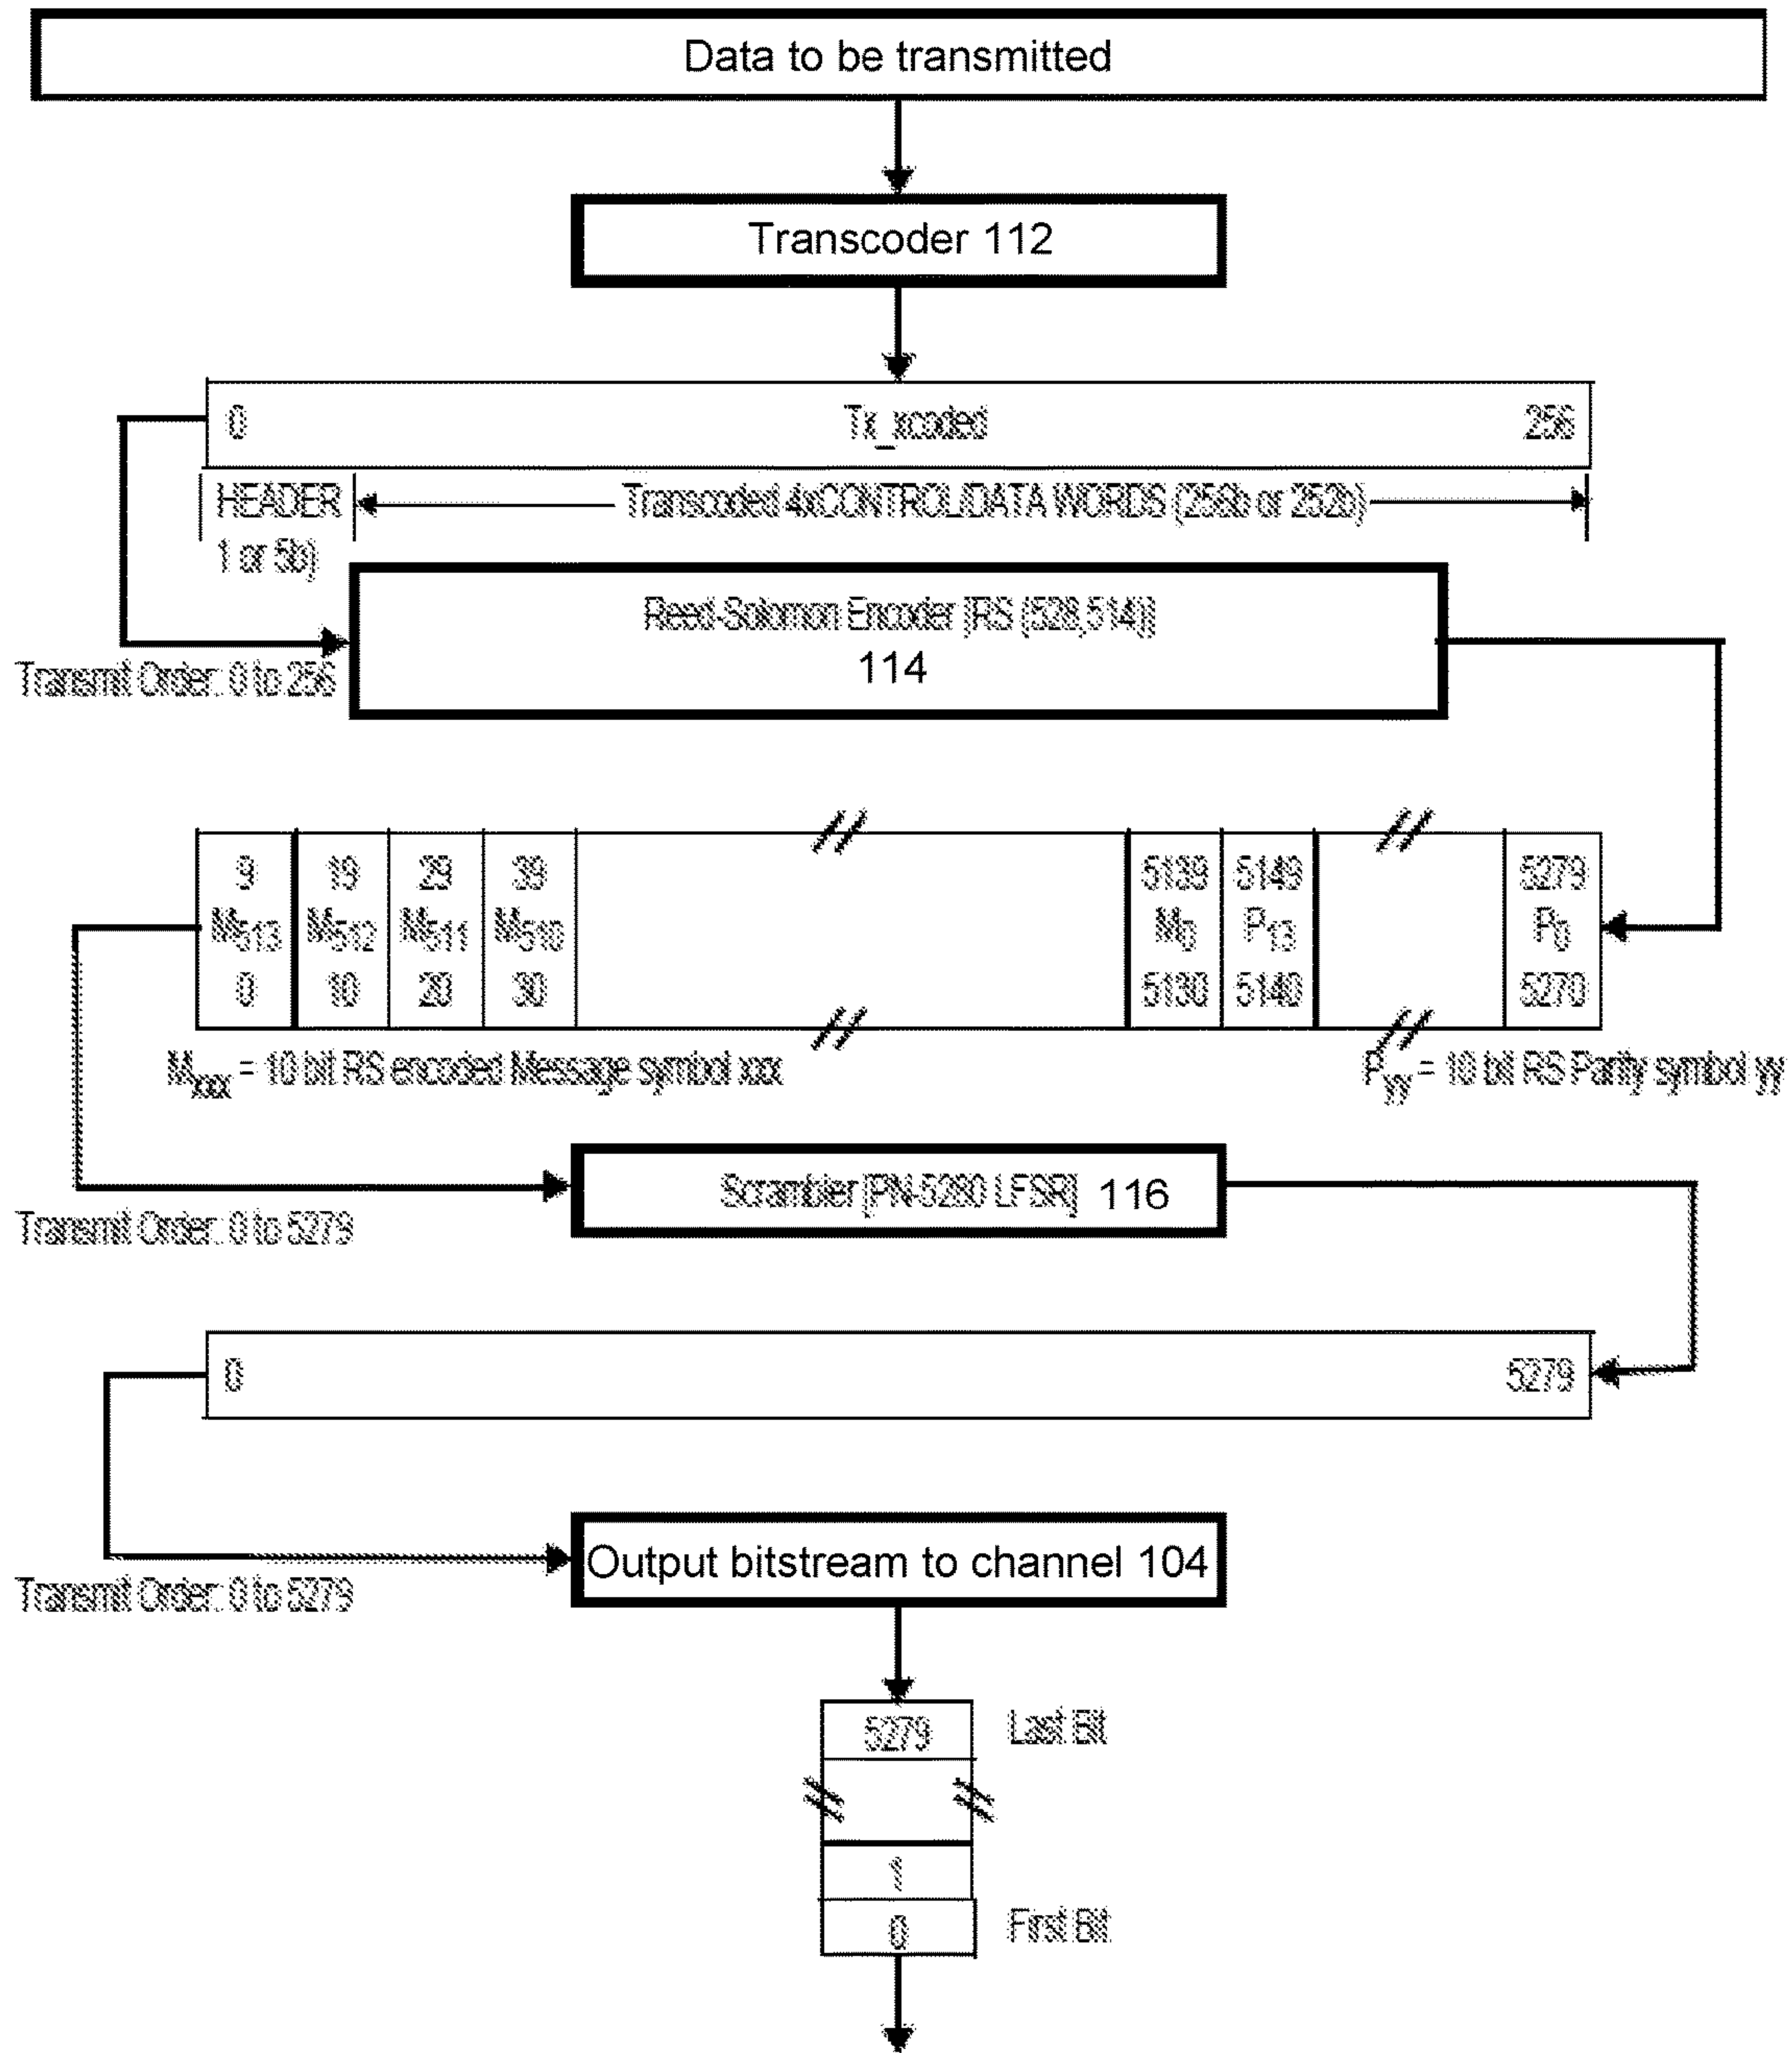 Data to be transmitted
Transcoder 112
0 Tx_xcoded 256
HEADER Transcoded 4xCONTROL/DATA WORDS (256b or 252b)
1 or 5b)
Reed-Solomon Encoder [RS (528,514)]
114
Transmit Order: 0 to 256
9 19 29 39 5139 5149 5279
M513 M512 M511 M510 M0 P13 P0
0 10 20 30 5130 5140 5270
Mxxx = 10 bit RS encoded Message symbol xxx
Pyy = 10 bit RS Parity symbol yy
Scrambler [PN-5280 LFSR] 116
Transmit Order: 0 to 5279
0 5279
Output bitstream to channel 104
Transmit Order: 0 to 5279
5279 Last Bit
1
0 First Bit